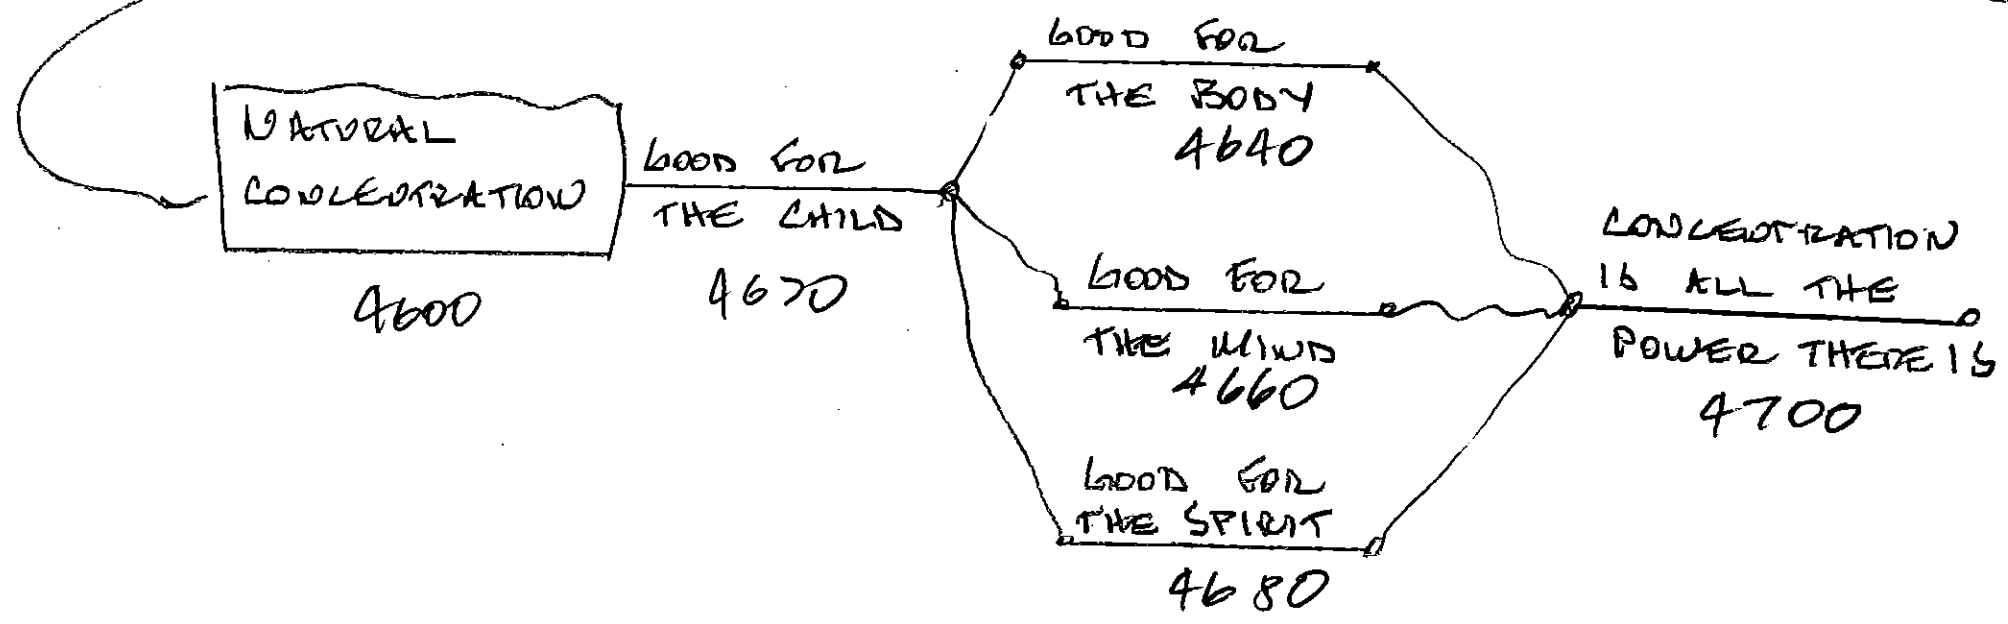 NATURAL
CONCENTRATION
4600
GOOD FOR
THE CHILD
4620
GOOD FOR
THE BODY
4640
GOOD FOR
THE MIND
4660
GOOD FOR
THE SPIRIT
4680
CONCENTRATION
IS ALL THE
POWER THERE IS
4700